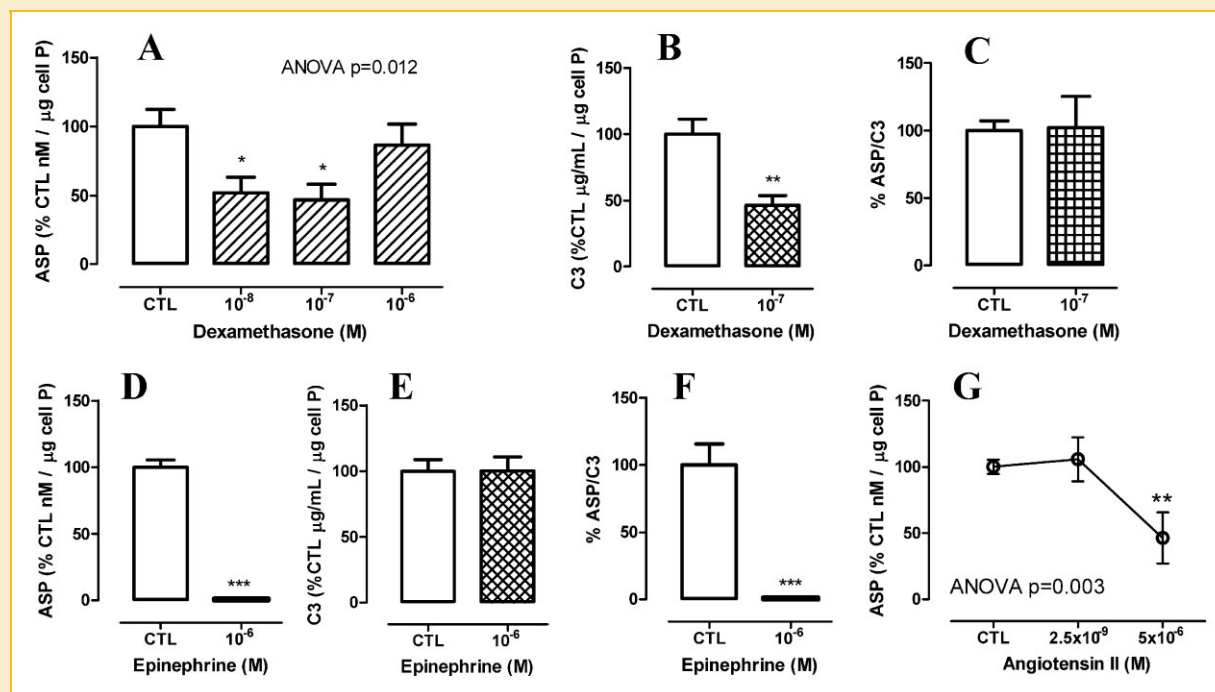 A
ANOVA p=0.012
ASP (% CTL nM / µg cell P)
150
100
50
0
*
*
CTL
10⁻⁸
10⁻⁷
10⁻⁶
Dexamethasone (M)
B
C3 (%CTL µg/mL / µg cell P)
150
100
50
0
**
CTL
10⁻⁷
Dexamethasone (M)
C
% ASP/C3
150
100
50
0
CTL
10⁻⁷
Dexamethasone (M)
D
ASP (% CTL nM / µg cell P)
150
100
50
0
***
CTL
10⁻⁶
Epinephrine (M)
E
C3 (%CTL µg/mL / µg cell P)
150
100
50
0
CTL
10⁻⁶
Epinephrine (M)
F
% ASP/C3
150
100
50
0
***
CTL
10⁻⁶
Epinephrine (M)
G
ASP (% CTL nM / µg cell P)
150
100
50
0
**
ANOVA p=0.003
CTL
2.5x10⁻⁹
5x10⁻⁶
Angiotensin II (M)